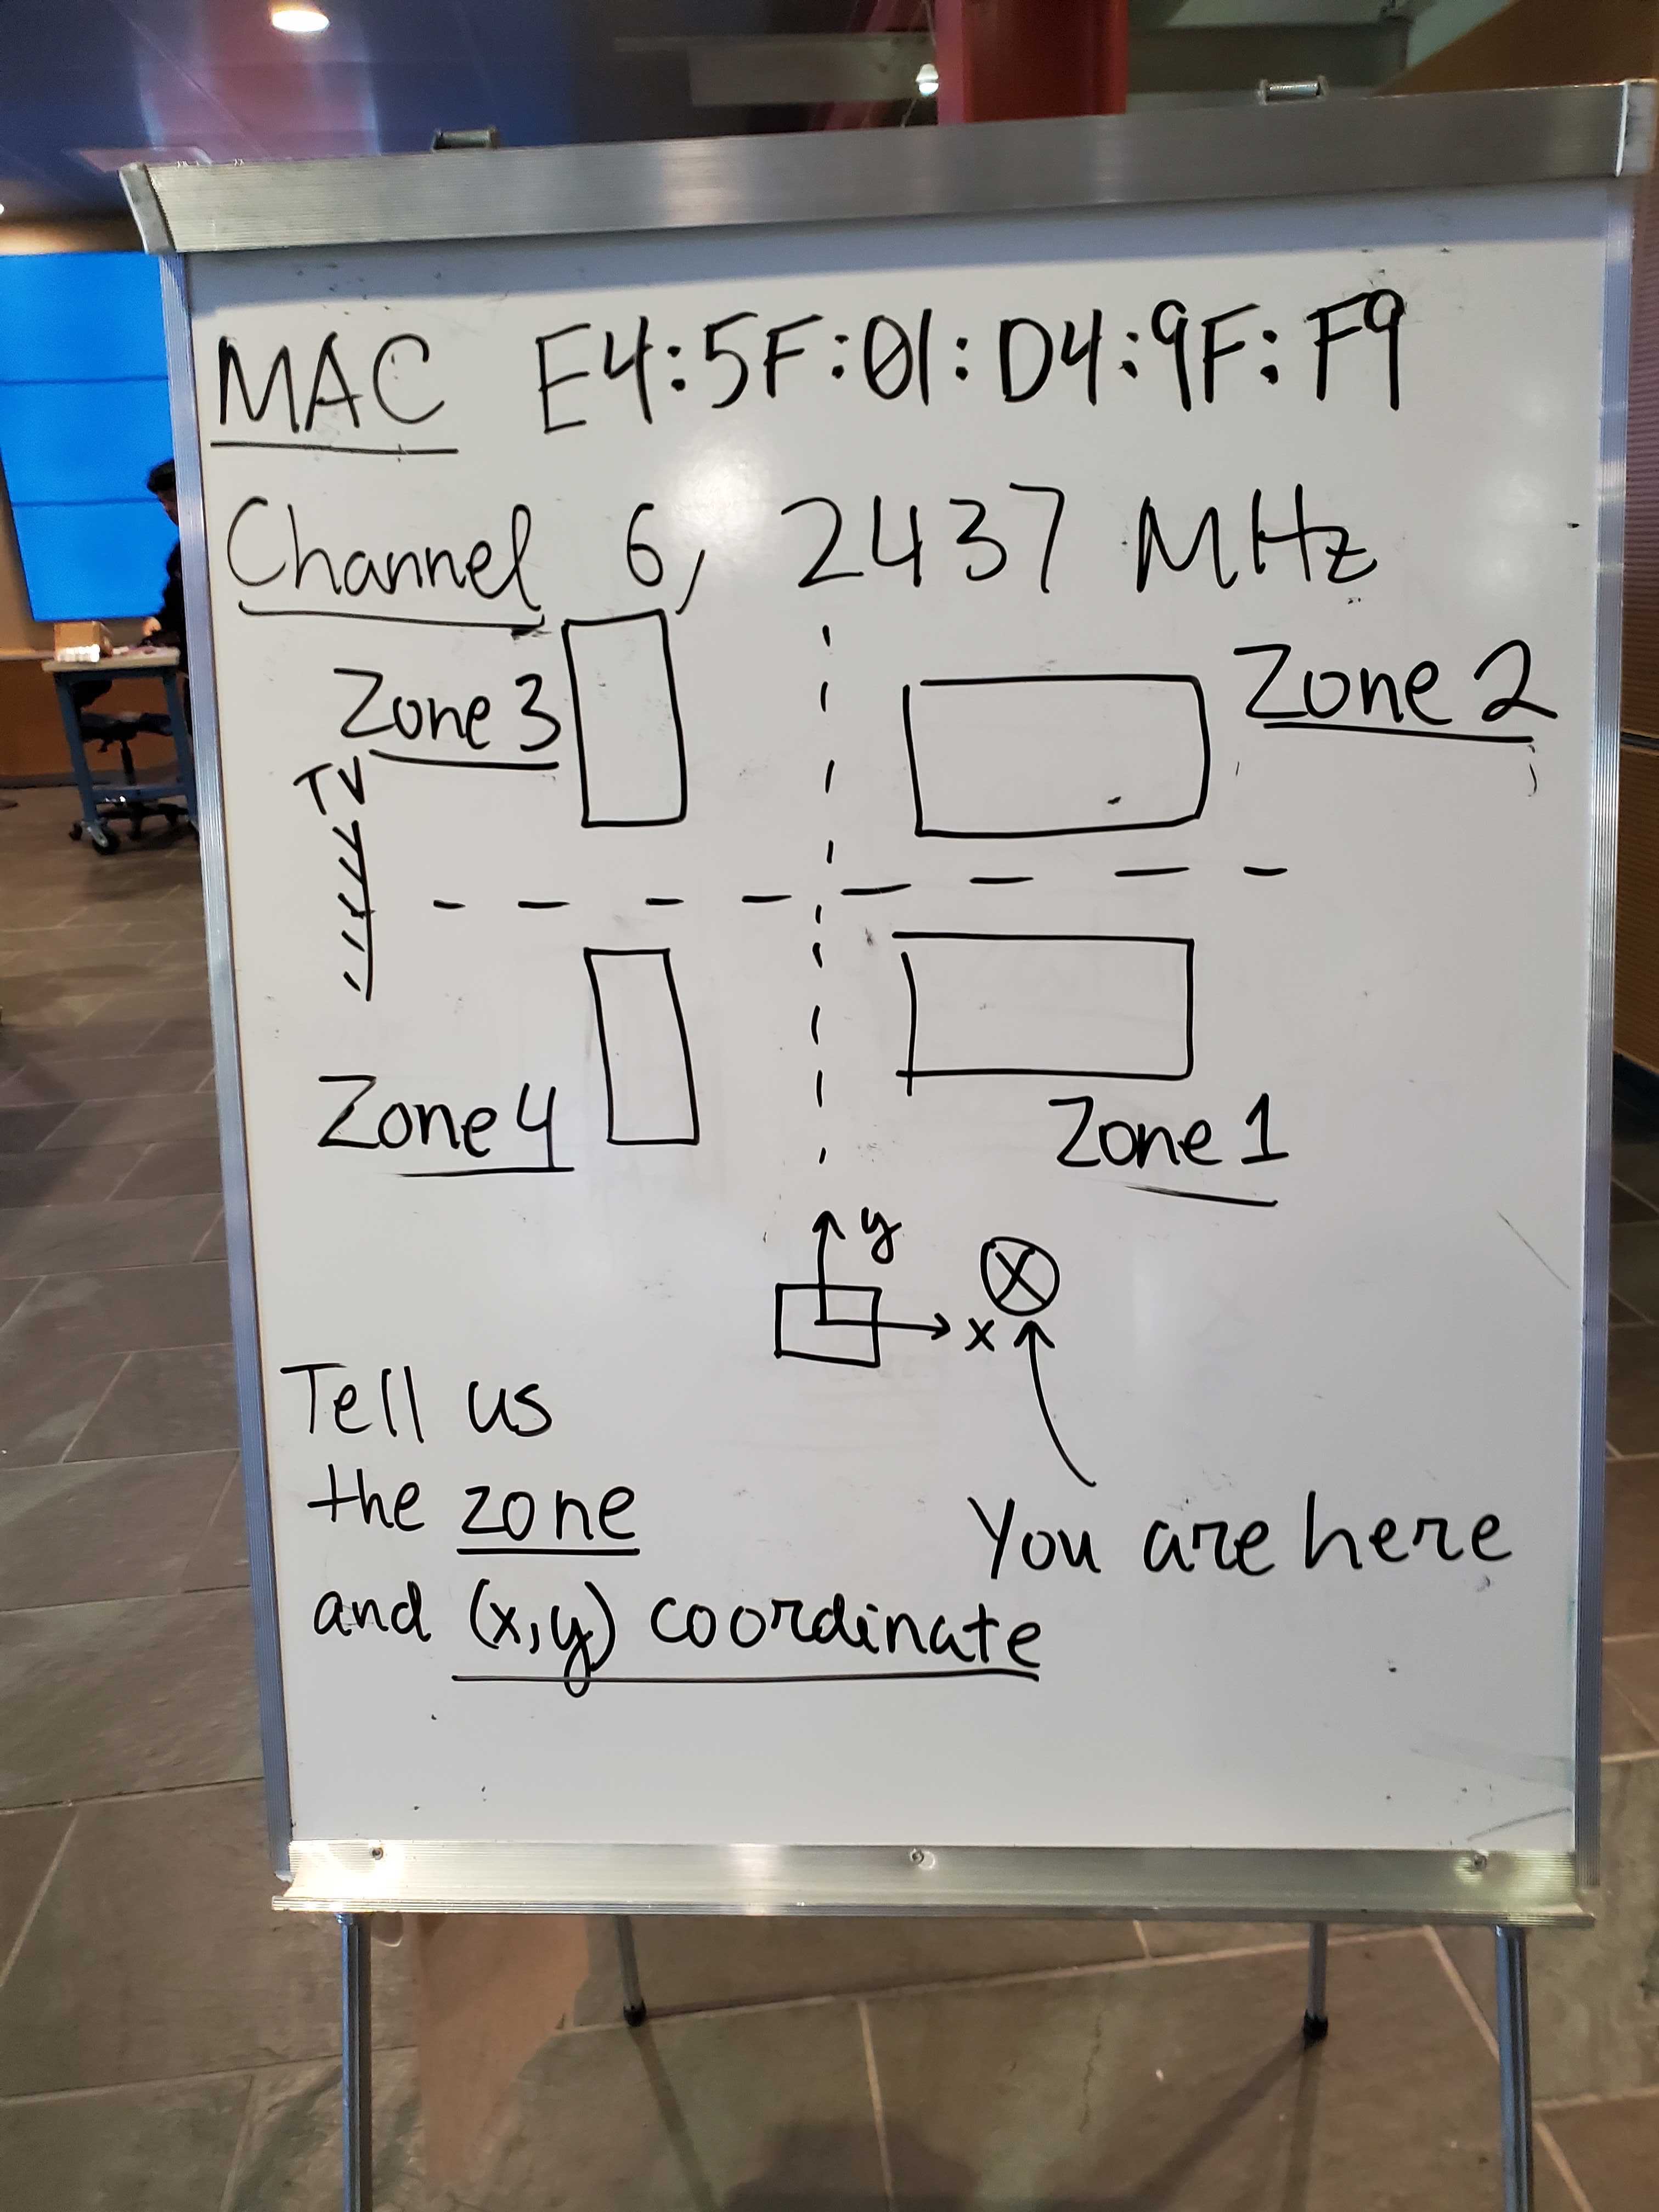 MAC E4:5F:01:D4:9F:F9
Channel 6, 2437 MHz
Zone 3
Zone 2
TV
Zone 4
Zone 1
y
x
X
Tell us
the zone
and (x,y) coordinate
You are here